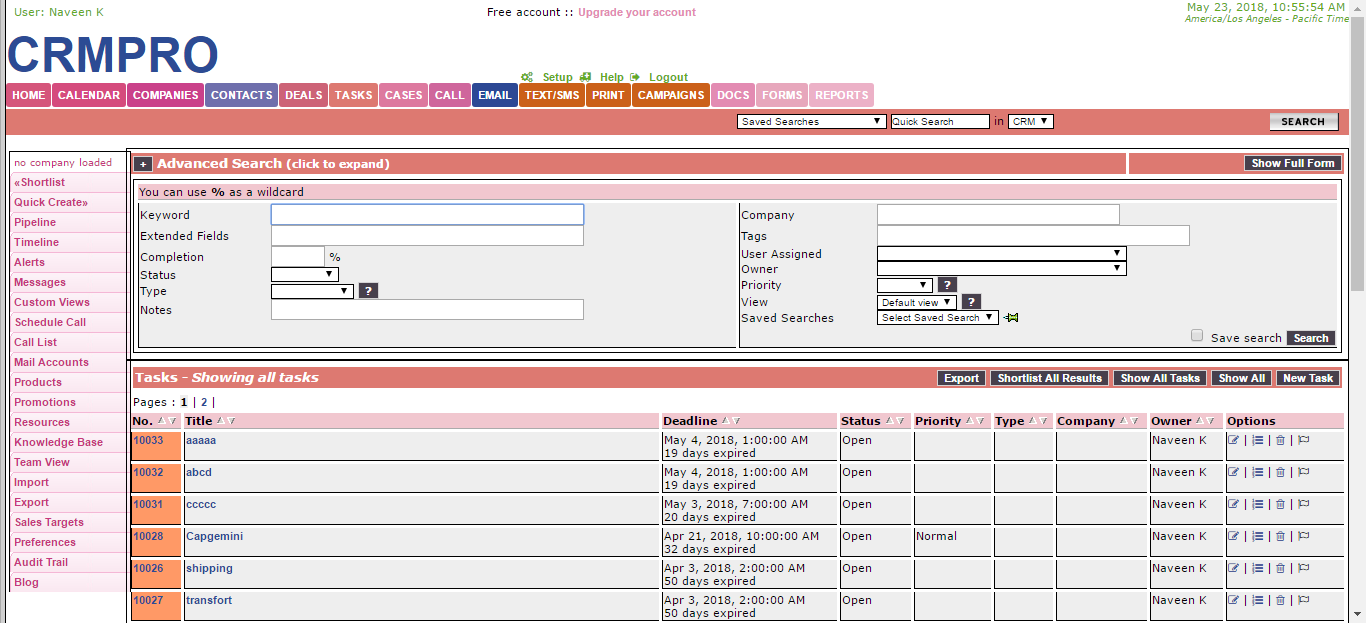 User: Naveen K
Free account :: Upgrade your account
May 23, 2018, 10:55:54 AM
America/Los Angeles - Pacific Time
CRMPRO
Setup Help Logout
HOME CALENDAR COMPANIES CONTACTS DEALS TASKS CASES CALL EMAIL TEXT/SMS PRINT CAMPAIGNS DOCS FORMS REPORTS
Saved Searches Quick Search in CRM SEARCH
no company loaded
«Shortlist
Quick Create»
Pipeline
Timeline
Alerts
Messages
Custom Views
Schedule Call
Call List
Mail Accounts
Products
Promotions
Resources
Knowledge Base
Team View
Import
Export
Sales Targets
Preferences
Audit Trail
Blog
+ Advanced Search (click to expand) Show Full Form
You can use % as a wildcard
Keyword
Extended Fields
Completion %
Status
Type ?
Notes
Company
Tags
User Assigned
Owner
Priority ?
View Default view ?
Saved Searches Select Saved Search
Save search Search
Tasks - Showing all tasks Export Shortlist All Results Show All Tasks Show All New Task
Pages : 1 | 2 |
No. Title Deadline Status Priority Type Company Owner Options
10033 aaaaa May 4, 2018, 1:00:00 AM Open Naveen K | | |
19 days expired
10032 abcd May 4, 2018, 1:00:00 AM Open Naveen K | | |
19 days expired
10031 ccccc May 3, 2018, 7:00:00 AM Open Naveen K | | |
20 days expired
10028 Capgemini Apr 21, 2018, 10:00:00 AM Open Normal Naveen K | | |
32 days expired
10026 shipping Apr 3, 2018, 2:00:00 AM Open Naveen K | | |
50 days expired
10027 transfort Apr 3, 2018, 2:00:00 AM Open Naveen K | | |
50 days expired